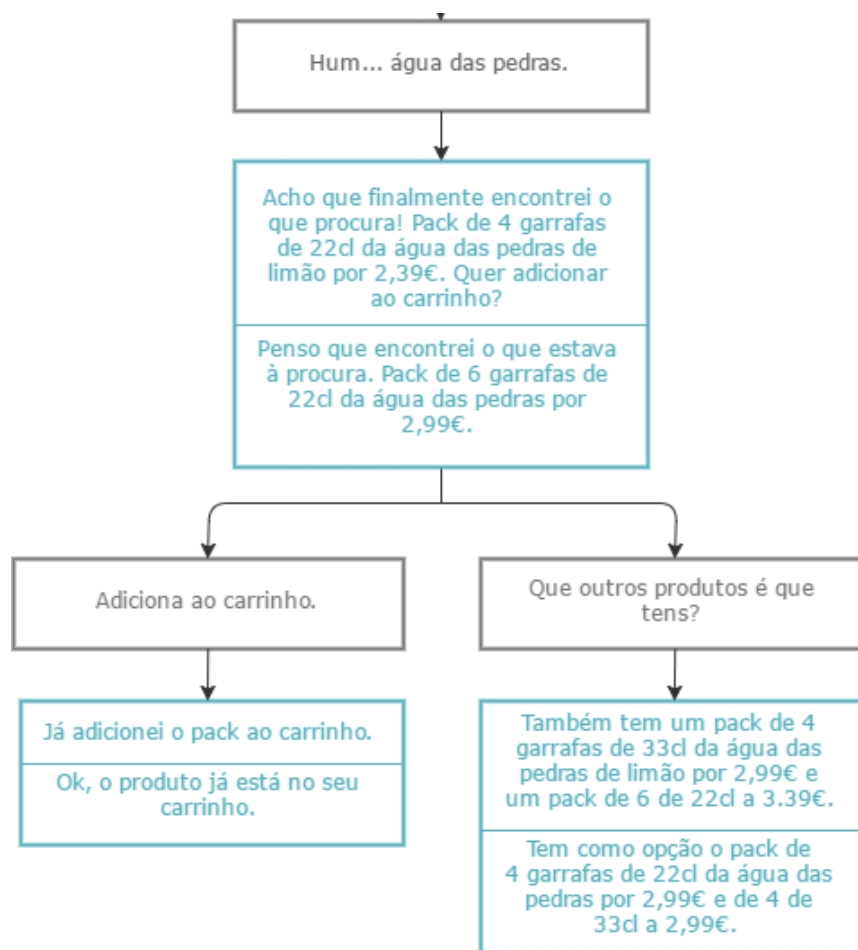 Hum... água das pedras.
Acho que finalmente encontrei o
que procura! Pack de 4 garrafas
de 22cl da água das pedras de
limão por 2,39€. Quer adicionar
ao carrinho?
Penso que encontrei o que estava
à procura. Pack de 6 garrafas de
22cl da água das pedras por
2,99€.
Adiciona ao carrinho.
Já adicionei o pack ao carrinho.
Ok, o produto já está no seu
carrinho.
Que outros produtos é que
tens?
Também tem um pack de 4
garrafas de 33cl da água das
pedras de limão por 2,99€ e
um pack de 6 de 22cl a 3.39€.
Tem como opção o pack de
4 garrafas de 22cl da água das
pedras por 2,99€ e de 4 de
33cl a 2,99€.